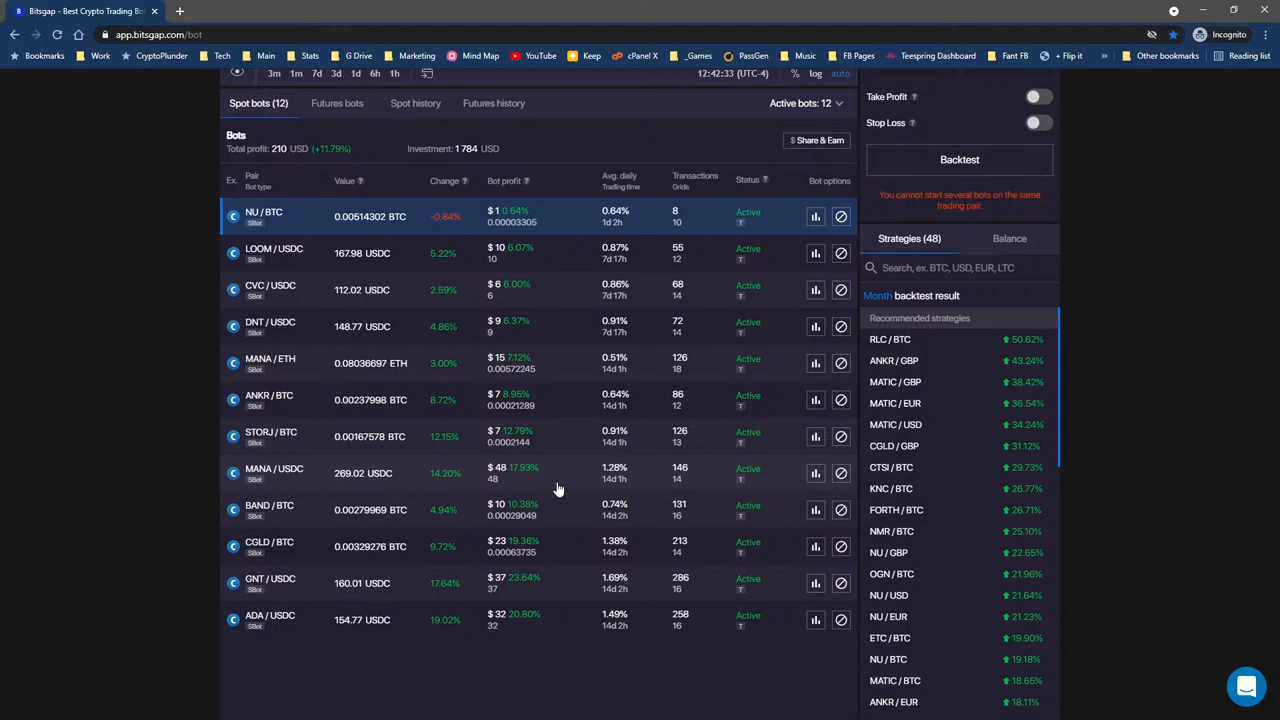 Bitsgap - Best Crypto Trading Bo
app.bitsgap.com/bot
Incognito
Bookmarks Work CryptoPlunder Tech Main Stats G Drive Marketing Mind Map YouTube Keep cPanel X _Games PassGen Music FB Pages Teespring Dashboard Fant FB + Flip it Other bookmarks Reading list
3m 1m 7d 3d 1d 6h 1h
12:42:33 (UTC-4) % log auto
Spot bots (12) Futures bots Spot history Futures history Active bots: 12
Bots
Total profit: 210 USD (+11.79%) Investment: 1 784 USD
$ Share & Earn
Ex. Pair Value Change Bot profit Avg. daily Transactions Status Bot options
Bot type Trading time Grids
NU / BTC 0.00514302 BTC -0.84% $ 1 0.64% 0.64% 8 Active
SBot 0.00003305 1d 2h 10 T
LOOM / USDC 167.98 USDC 5.22% $ 10 6.07% 0.87% 55 Active
SBot 10 7d 17h 12 T
CVC / USDC 112.02 USDC 2.59% $ 6 6.00% 0.86% 68 Active
SBot 6 7d 17h 14 T
DNT / USDC 148.77 USDC 4.86% $ 9 6.37% 0.91% 72 Active
SBot 9 7d 17h 14 T
MANA / ETH 0.08036697 ETH 3.00% $ 15 7.12% 0.51% 126 Active
SBot 0.00572245 14d 1h 18 T
ANKR / BTC 0.00237998 BTC 8.72% $ 7 8.95% 0.64% 86 Active
SBot 0.00021289 14d 1h 12 T
STORJ / BTC 0.00167578 BTC 12.15% $ 7 12.79% 0.91% 126 Active
SBot 0.0002144 14d 1h 13 T
MANA / USDC 269.02 USDC 14.20% $ 48 17.93% 1.28% 146 Active
SBot 48 14d 1h 14 T
BAND / BTC 0.00279969 BTC 4.94% $ 10 10.38% 0.74% 131 Active
SBot 0.00029049 14d 2h 16 T
CGLD / BTC 0.00329276 BTC 9.72% $ 23 19.36% 1.38% 213 Active
SBot 0.00063735 14d 2h 14 T
GNT / USDC 160.01 USDC 17.64% $ 37 23.64% 1.69% 286 Active
SBot 37 14d 2h 16 T
ADA / USDC 154.77 USDC 19.02% $ 32 20.80% 1.49% 258 Active
SBot 32 14d 2h 16 T
Take Profit
Stop Loss
Backtest
You cannot start several bots on the same
trading pair.
Strategies (48) Balance
Search, ex. BTC, USD, EUR, LTC
Month backtest result
Recommended strategies
RLC / BTC 50.62%
ANKR / GBP 43.24%
MATIC / GBP 38.42%
MATIC / EUR 36.54%
MATIC / USD 34.24%
CGLD / GBP 31.12%
CTSI / BTC 29.73%
KNC / BTC 26.77%
FORTH / BTC 26.71%
NMR / BTC 25.10%
NU / GBP 22.65%
OGN / BTC 21.96%
NU / USD 21.64%
NU / EUR 21.23%
ETC / BTC 19.90%
NU / BTC 19.18%
MATIC / BTC 18.65%
ANKR / EUR 18.11%